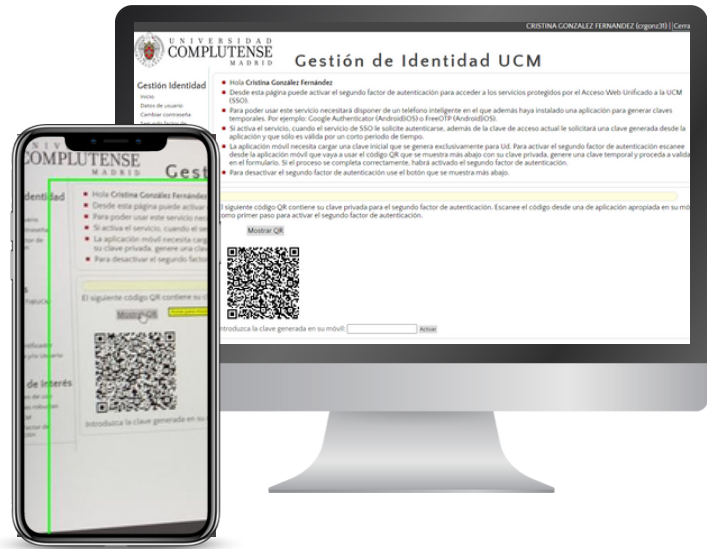 CRISTINA GONZALEZ FERNANDEZ (crgonz31) | Cerra
UNIVERSIDAD
COMPLUTENSE
MADRID
Gestión de Identidad UCM
Gestión Identidad
Inicio
Datos de usuario
Cambiar contraseña
Segundo factor de
Hola Cristina González Fernández
Desde esta página puede activar el segundo factor de autenticación para acceder a los servicios protegidos por el Acceso Web Unificado a la UCM
(SSO).
Para poder usar este servicio necesitará disponer de un teléfono inteligente en el que además haya instalado una aplicación para generar claves
temporales. Por ejemplo: Google Authenticator (Android|iOS) o FreeOTP (Android|iOS).
Si activa el servicio, cuando el servicio de SSO le solicite autenticarse, además de la clave de acceso actual le solicitará una clave generada desde la
aplicación y que sólo es válida por un corto periodo de tiempo.
La aplicación móvil necesita cargar una clave inicial que se genera exclusivamente para Ud. Para activar el segundo factor de autenticación escanee
desde la aplicación móvil que vaya a usar el código QR que se muestra más abajo con su clave privada, genere una clave temporal y proceda a valida
en el formulario. Si el proceso se completa correctamente, habrá activado el segundo factor de autenticación.
Para desactivar el segundo factor de autenticación use el botón que se muestra más abajo.
l siguiente código QR contiene su clave privada para el segundo factor de autenticación. Escanee el código desde una de aplicación apropiada en su mó
omo primer paso para activar el segundo factor de autenticación.
Mostrar QR
ntroduzca la clave generada en su móvil:
Activar
N I V
COMPLUTENSE
MADRID
Gest
dentidad
Hola Cristina González Fernández
Desde esta página puede activar
Para poder usar este servicio nec
Si activa el servicio, cuando el se
La aplicación móvil necesita carg
su clave privada, genere una clav
Para desactivar el segundo factor
El siguiente código QR contiene su c
Mostrar QR
de interés
Introduzca la clave generada en su